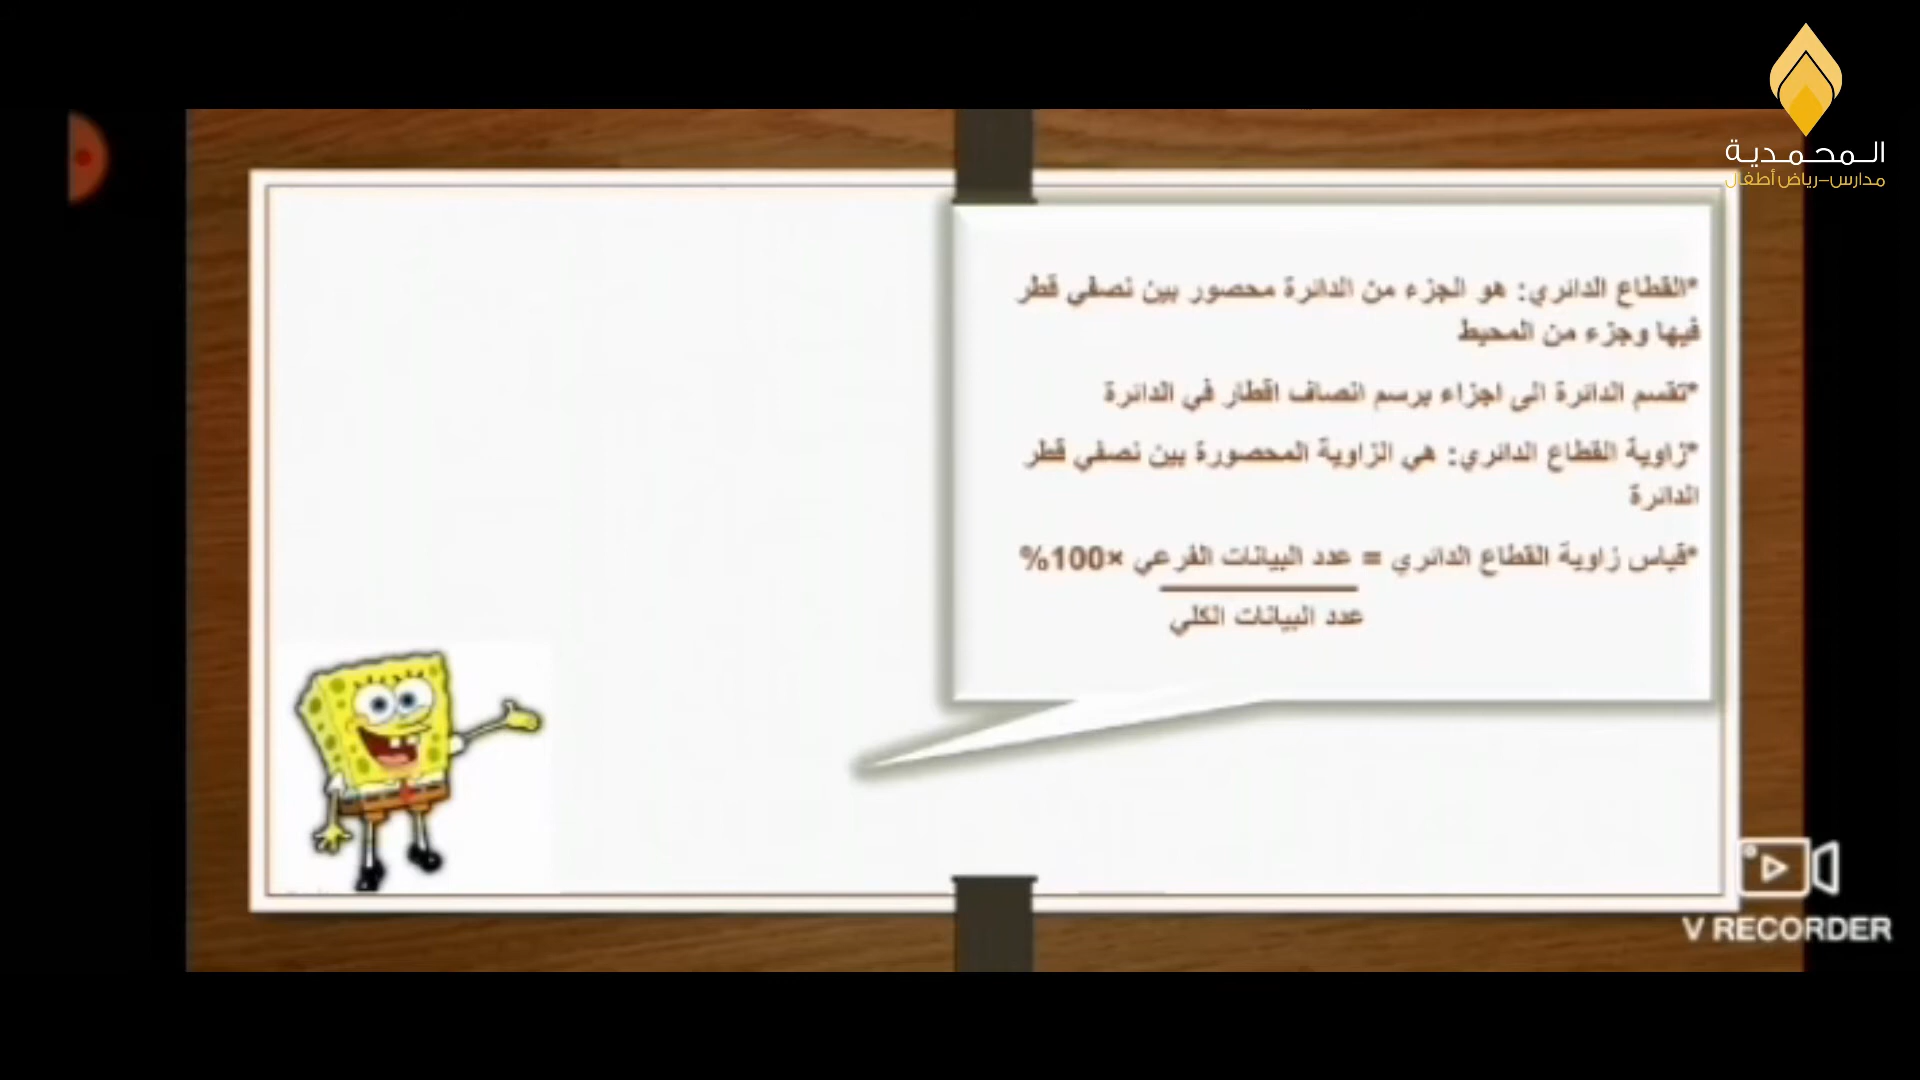 المحمدية
مدارس-رياض أطفال
*القطاع الدائري: هو الجزء من الدائرة محصور بين نصفي قطر
فيها وجزء من المحيط
*تقسم الدائرة الى اجزاء برسم انصاف اقطار في الدائرة
*زاوية القطاع الدائري: هي الزاوية المحصورة بين نصفي قطر
الدائرة
*قياس زاوية القطاع الدائري = عدد البيانات الفرعي ×100%
عدد البيانات الكلي
V RECORDER